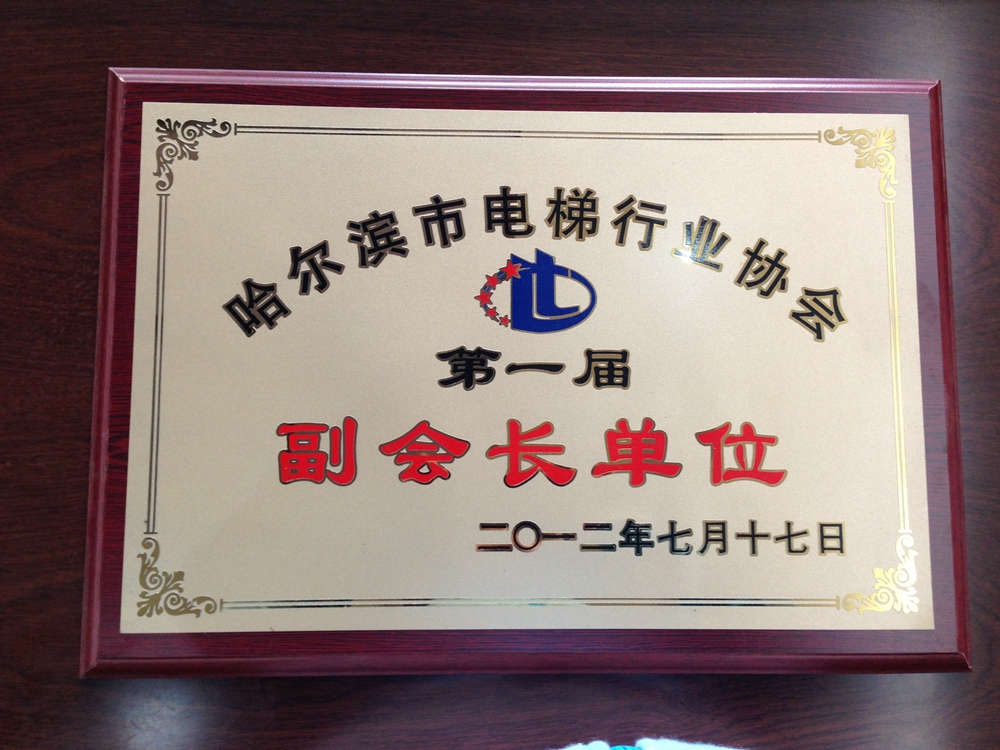 哈尔滨市电梯行业协会
第一届
副会长单位
二〇一二年七月十七日